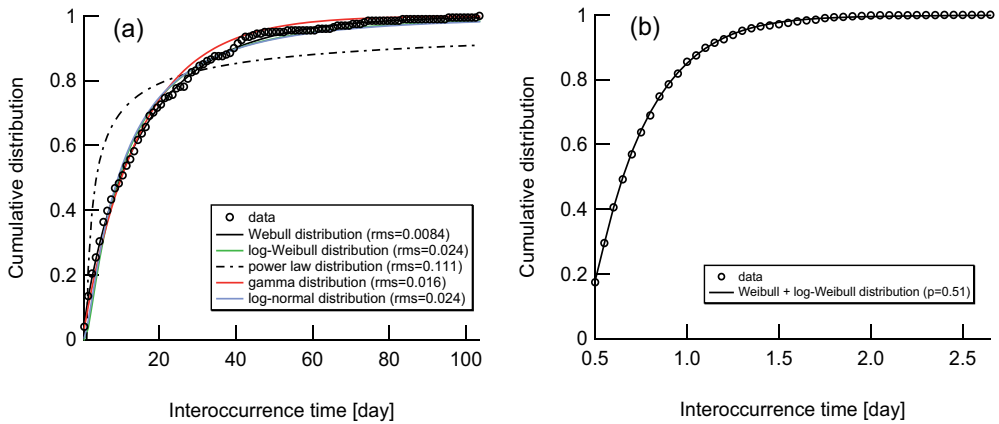 (a)
Cumulative distribution
1
0.8
0.6
0.4
0.2
0
20
40
60
80
100
Interoccurrence time [day]
data
Webull distribution (rms=0.0084)
log-Weibull distribution (rms=0.024)
power law distribution (rms=0.111)
gamma distribution (rms=0.016)
log-normal distribution (rms=0.024)
(b)
Cumulative distribution
1
0.8
0.6
0.4
0.2
0
0.5
1.0
1.5
2.0
2.5
Interoccurrence time [day]
data
Weibull + log-Weibull distribution (p=0.51)